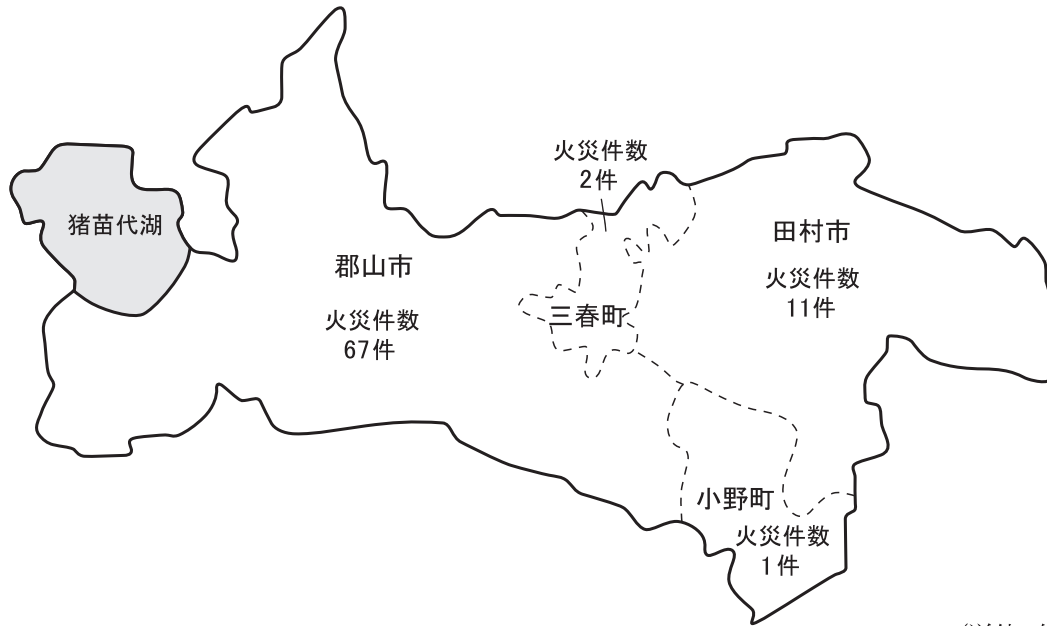 火災件数
2件
猪苗代湖
郡山市
火災件数
67件
三春町
田村市
火災件数
11件
小野町
火災件数
1件